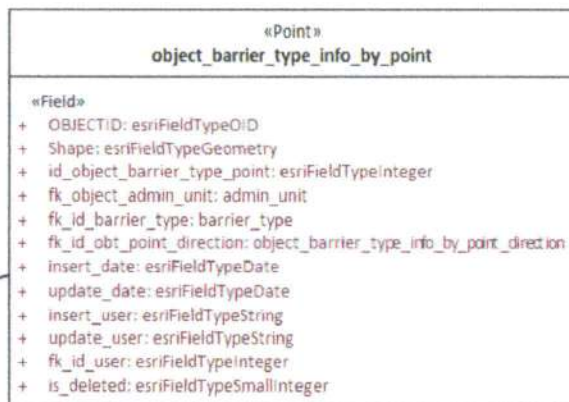 «Point»
object_barrier_type_info_by_point
«Field»
+ OBJECTID: esriFieldTypeOID
+ Shape: esriFieldTypeGeometry
+ id_object_barrier_type_point: esriFieldTypeInteger
+ fk_object_admin_unit: admin_unit
+ fk_id_barrier_type: barrier_type
+ fk_id_obt_point_direction: object_barrier_type_info_by_point_direction
+ insert_date: esriFieldTypeDate
+ update_date: esriFieldTypeDate
+ insert_user: esriFieldTypeString
+ update_user: esriFieldTypeString
+ fk_id_user: esriFieldTypeInteger
+ is_deleted: esriFieldTypeSmallInteger